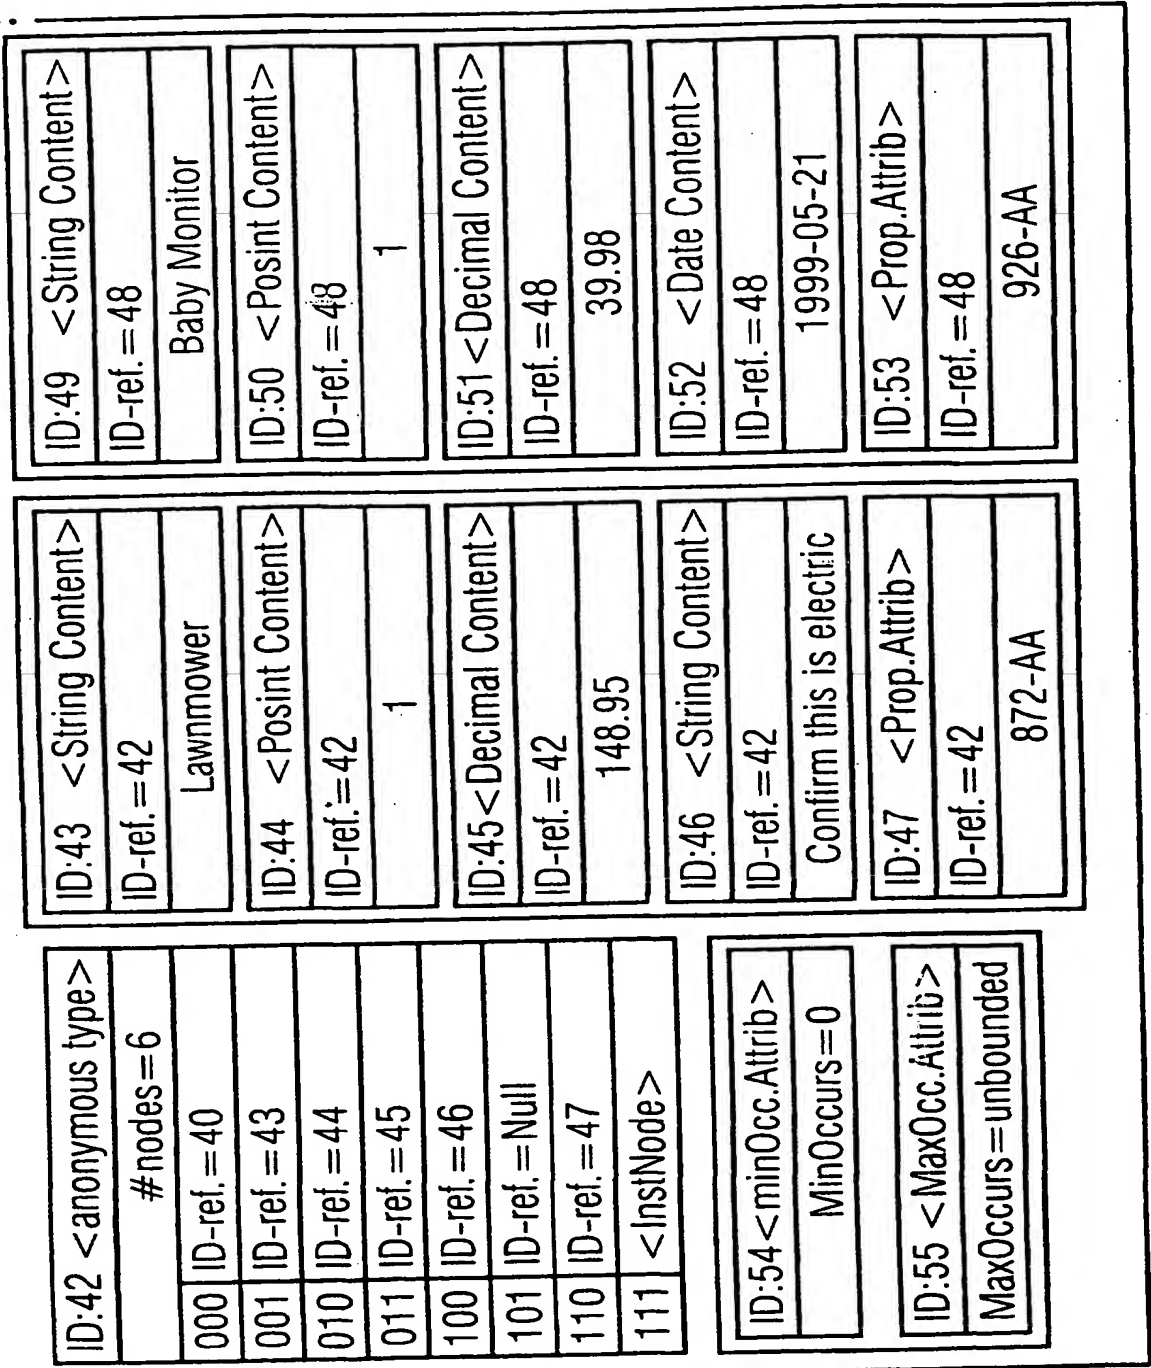 ID:42 <anonymous type>
#nodes=6
000 ID-ref.=40
001 ID-ref.=43
010 ID-ref.=44
011 ID-ref.=45
100 ID-ref.=46
101 ID-ref.=Null
110 ID-ref.=47
111 <InstNode>
ID:54<minOcc.Attrib>
MinOccurs=0
ID:55 <MaxOcc.Attrib>
MaxOccurs=unbounded
ID:43 <String Content>
ID-ref.=42
Lawnmower
ID:44 <Posint Content>
ID-ref.=42
1
ID:45<Decimal Content>
ID-ref.=42
148.95
ID:46 <String Content>
ID-ref.=42
Confirm this is electric
ID:47 <Prop.Attrib>
ID-ref.=42
872-AA
ID:49 <String Content>
ID-ref.=48
Baby Monitor
ID:50 <Posint Content>
ID-ref.=48
1
ID:51<Decimal Content>
ID-ref.=48
39.98
ID:52 <Date Content>
ID-ref.=48
1999-05-21
ID:53 <Prop.Attrib>
ID-ref.=48
926-AA